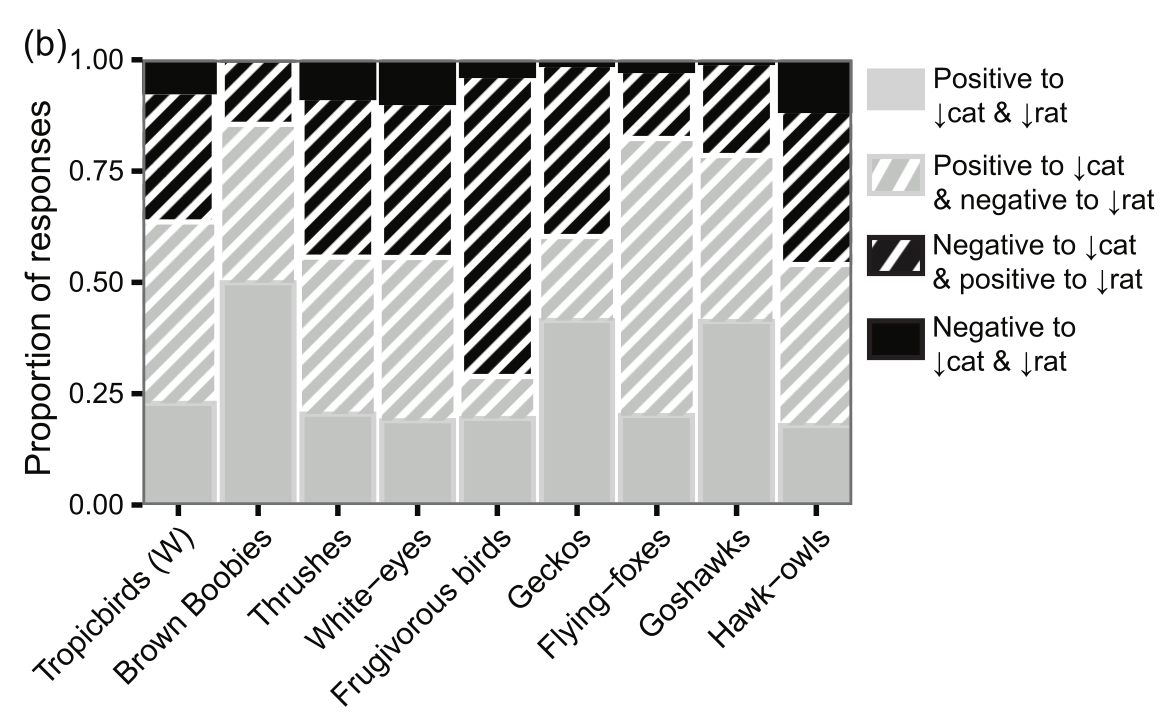 (b)
1.00
0.75
0.50
0.25
0.00
Proportion of responses
Tropicbirds (W)
Brown Boobies
Thrushes
White−eyes
Frugivorous birds
Geckos
Flying−foxes
Goshawks
Hawk−owls
Positive to
↓cat & ↓rat
Positive to ↓cat
& negative to ↓rat
Negative to ↓cat
& positive to ↓rat
Negative to
↓cat & ↓rat